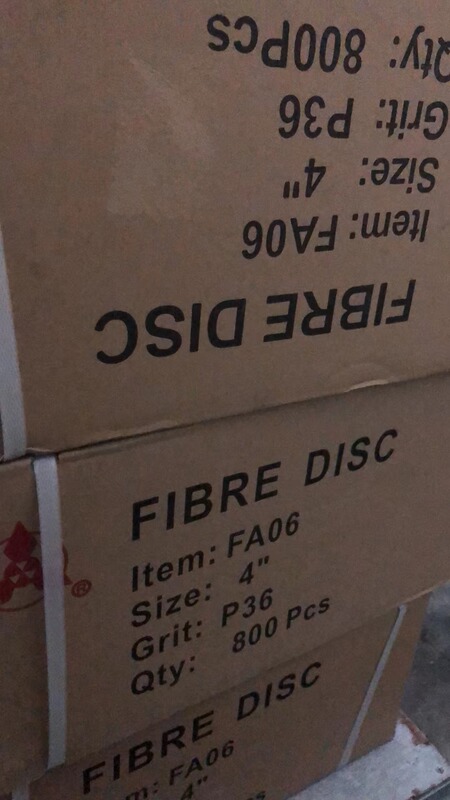 FIBRE DISC
Item: FA06
Size: 4"
Grit: P36
Qty: 800Pcs
FIBRE DISC
Item: FA06
Size: 4"
Grit: P36
Qty: 800 Pcs
®
FIBRE DISC
m: FA06
4"